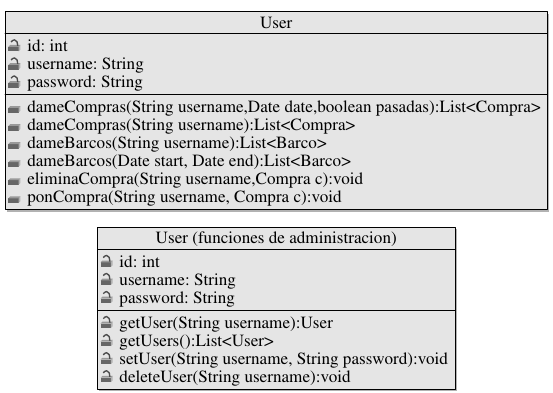 User
id: int
username: String
password: String
dameCompras(String username,Date date,boolean pasadas):List<Compra>
dameCompras(String username):List<Compra>
dameBarcos(String username):List<Barco>
dameBarcos(Date start, Date end):List<Barco>
eliminaCompra(String username,Compra c):void
ponCompra(String username, Compra c):void
User (funciones de administracion)
id: int
username: String
password: String
getUser(String username):User
getUsers():List<User>
setUser(String username, String password):void
deleteUser(String username):void